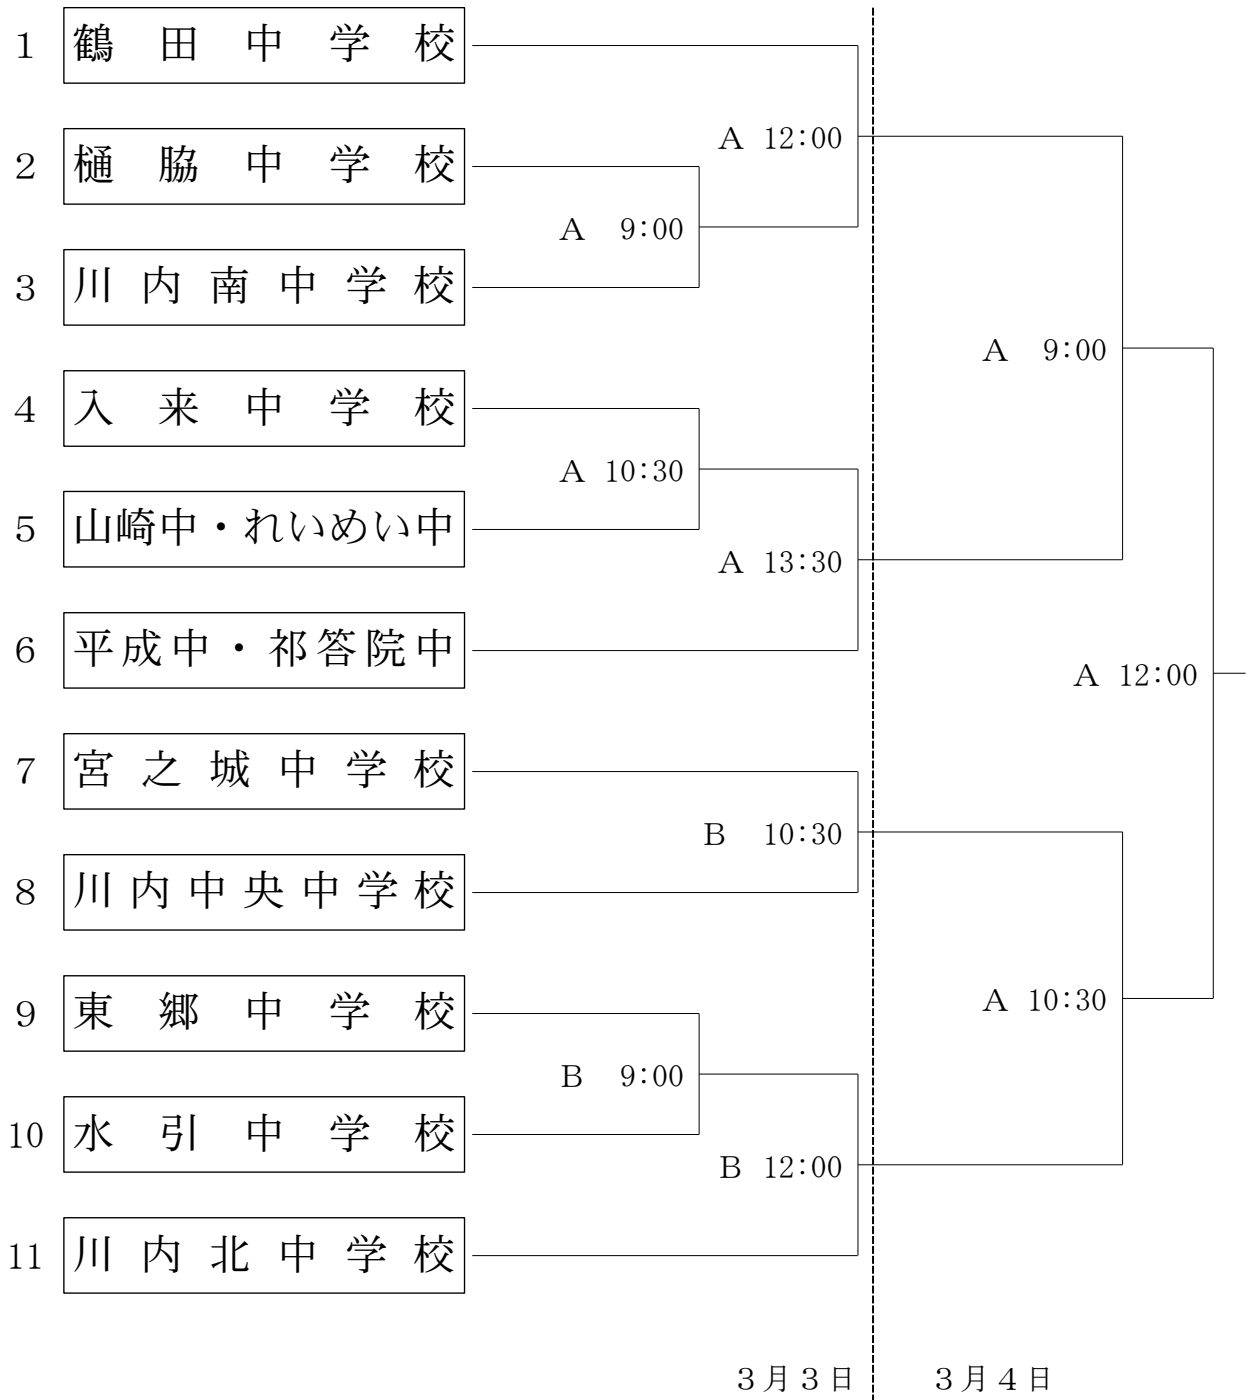 1 鶴田中学校
A 12:00
2 樋脇中学校
A 9:00
3 川内南中学校
A 9:00
4 入来中学校
A 10:30
5 山崎中・れいめい中
A 13:30
6 平成中・祁答院中
A 12:00
7 宮之城中学校
B 10:30
8 川内中央中学校
9 東郷中学校
A 10:30
B 9:00
10 水引中学校
B 12:00
11 川内北中学校
3月3日 3月4日